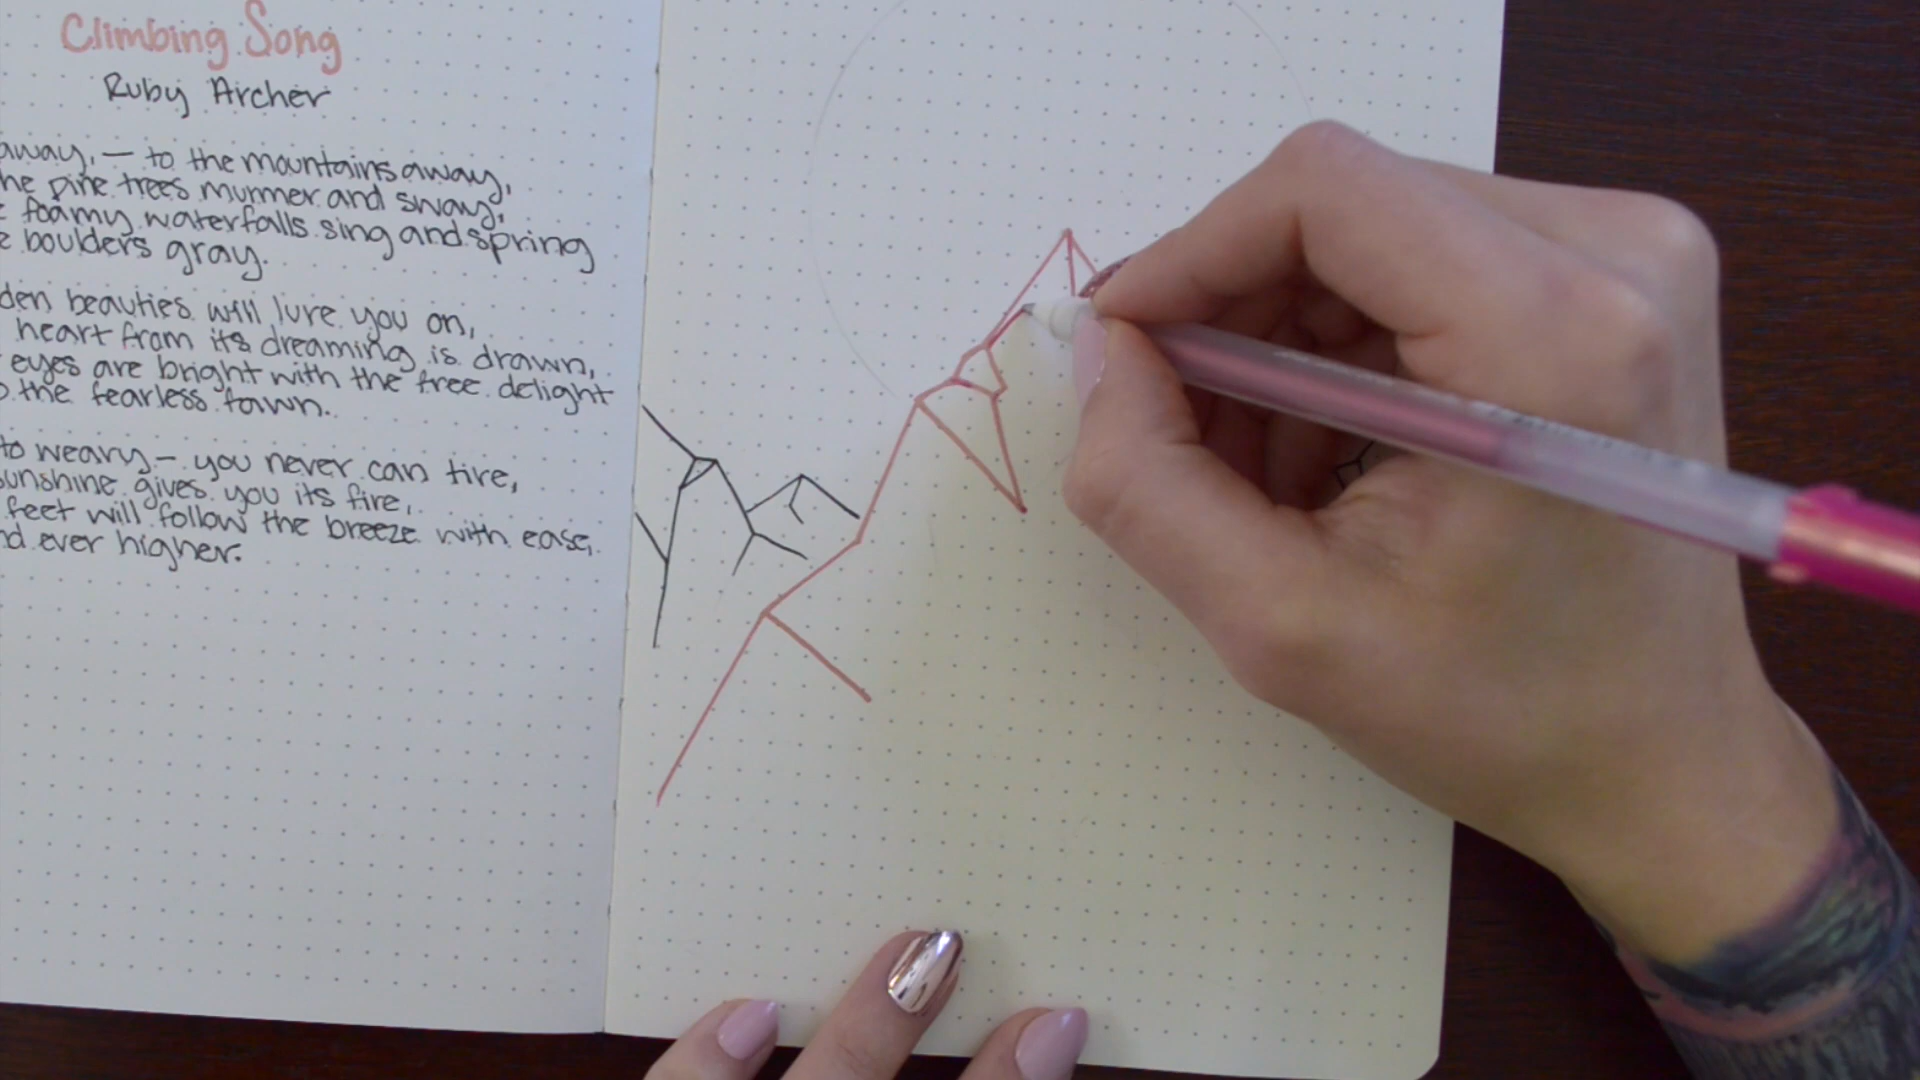 Climbing Song
Ruby Archer
away, — to the mountains away,
he pine trees murmer and sway,
foamy waterfalls sing and spring
boulders gray.
den beauties will lure you on,
heart from its dreaming is drawn,
eyes are bright with the free delight
the fearless fawn.
to weary — you never can tire,
sunshine gives you its fire,
feet will follow the breeze with ease,
nd ever higher.